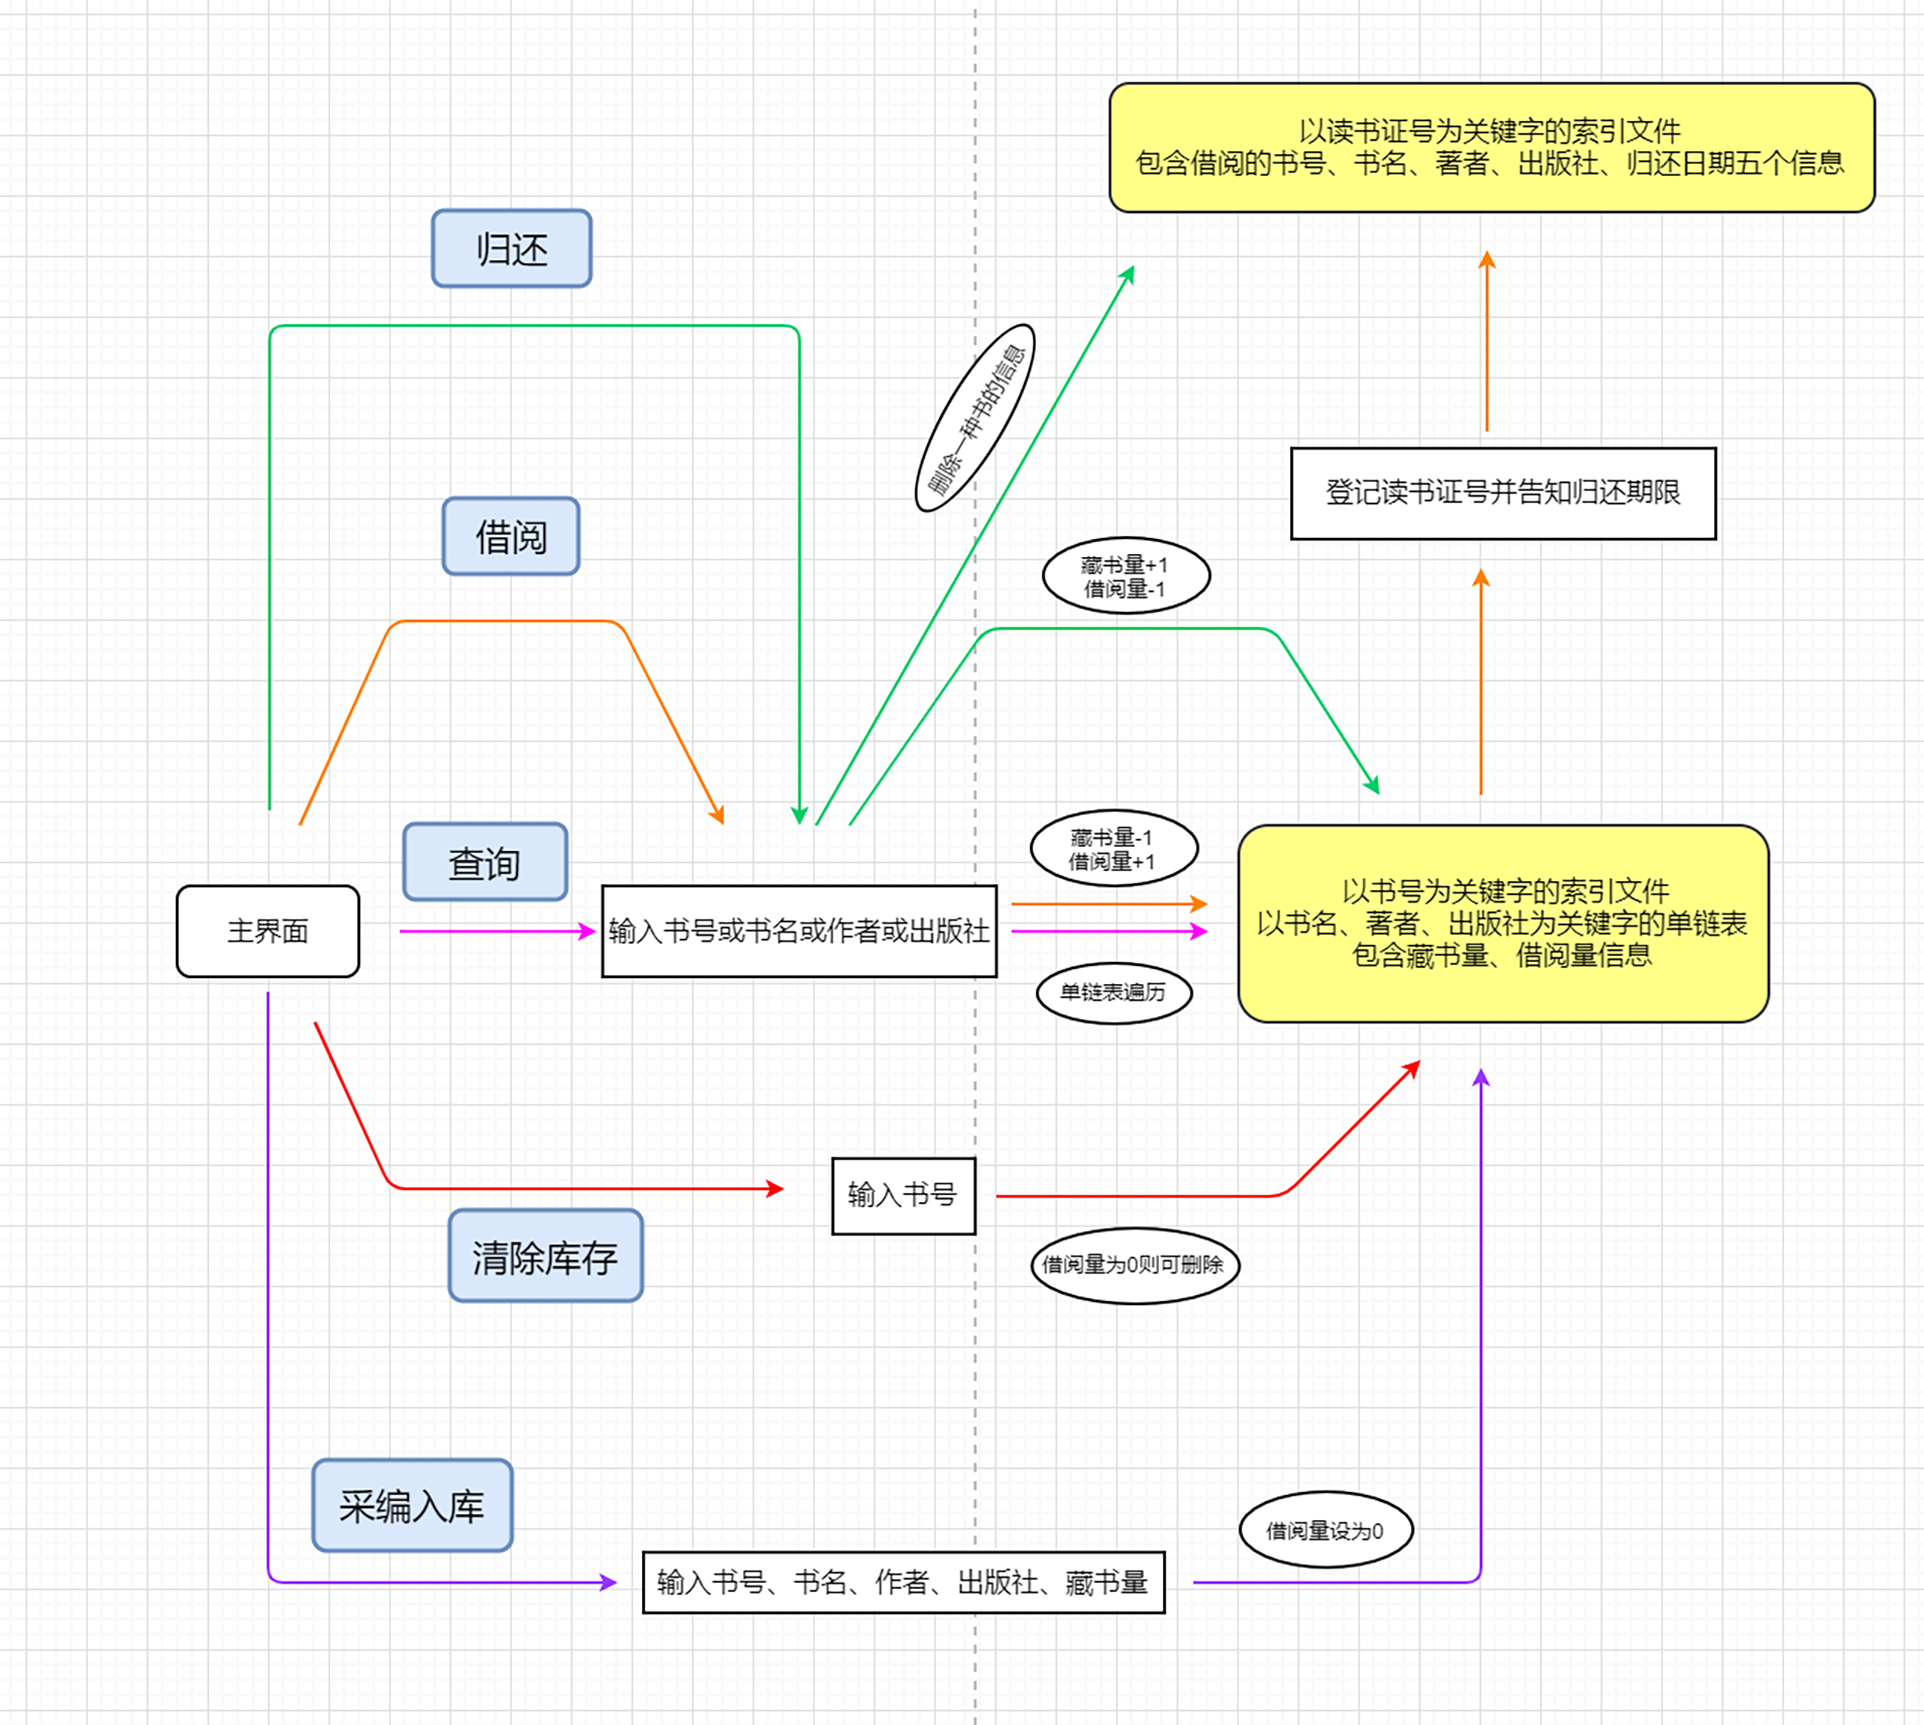 以读书证号为关键字的索引文件
包含借阅的书号、书名、著者、出版社、归还日期五个信息
归还
删除一种书的信息
登记读书证号并告知归还期限
借阅
藏书量+1
借阅量-1
查询
藏书量-1
借阅量+1
主界面
输入书号或书名或作者或出版社
以书号为关键字的索引文件
以书名、著者、出版社为关键字的单链表
包含藏书量、借阅量信息
单链表遍历
输入书号
清除库存
借阅量为0则可删除
采编入库
借阅量设为0
输入书号、书名、作者、出版社、藏书量